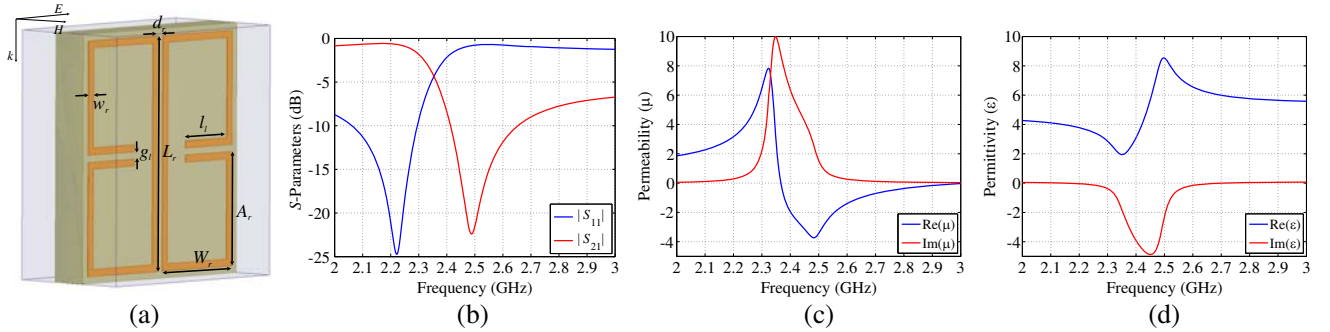 E
H
k
d_r
w_r
l_l
g_l
L_r
A_r
W_r
(a)
S-Parameters (dB)
0
-5
-10
-15
-20
-25
|S_11|
|S_21|
2 2.1 2.2 2.3 2.4 2.5 2.6 2.7 2.8 2.9 3
Frequency (GHz)
(b)
Permeability (μ)
10
8
6
4
2
0
-2
-4
Re(μ)
Im(μ)
2 2.1 2.2 2.3 2.4 2.5 2.6 2.7 2.8 2.9 3
Frequency (GHz)
(c)
Permittivity (ε)
10
8
6
4
2
0
2
4
Re(ε)
Im(ε)
2 2.1 2.2 2.3 2.4 2.5 2.6 2.7 2.8 2.9 3
Frequency (GHz)
(d)